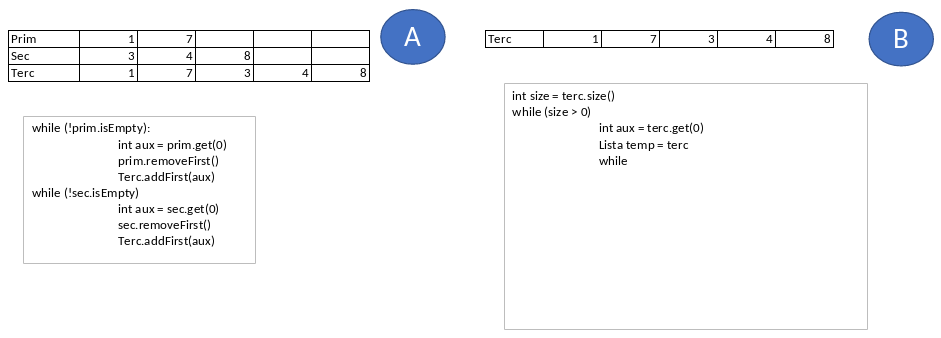 Prim 1 7
Sec 3 4 8
Terc 1 7 3 4 8
A
while (!prim.isEmpty):
int aux = prim.get(0)
prim.removeFirst()
Terc.addFirst(aux)
while (!sec.isEmpty)
int aux = sec.get(0)
sec.removeFirst()
Terc.addFirst(aux)
Terc 1 7 3 4 8
B
int size = terc.size()
while (size > 0)
int aux = terc.get(0)
Lista temp = terc
while